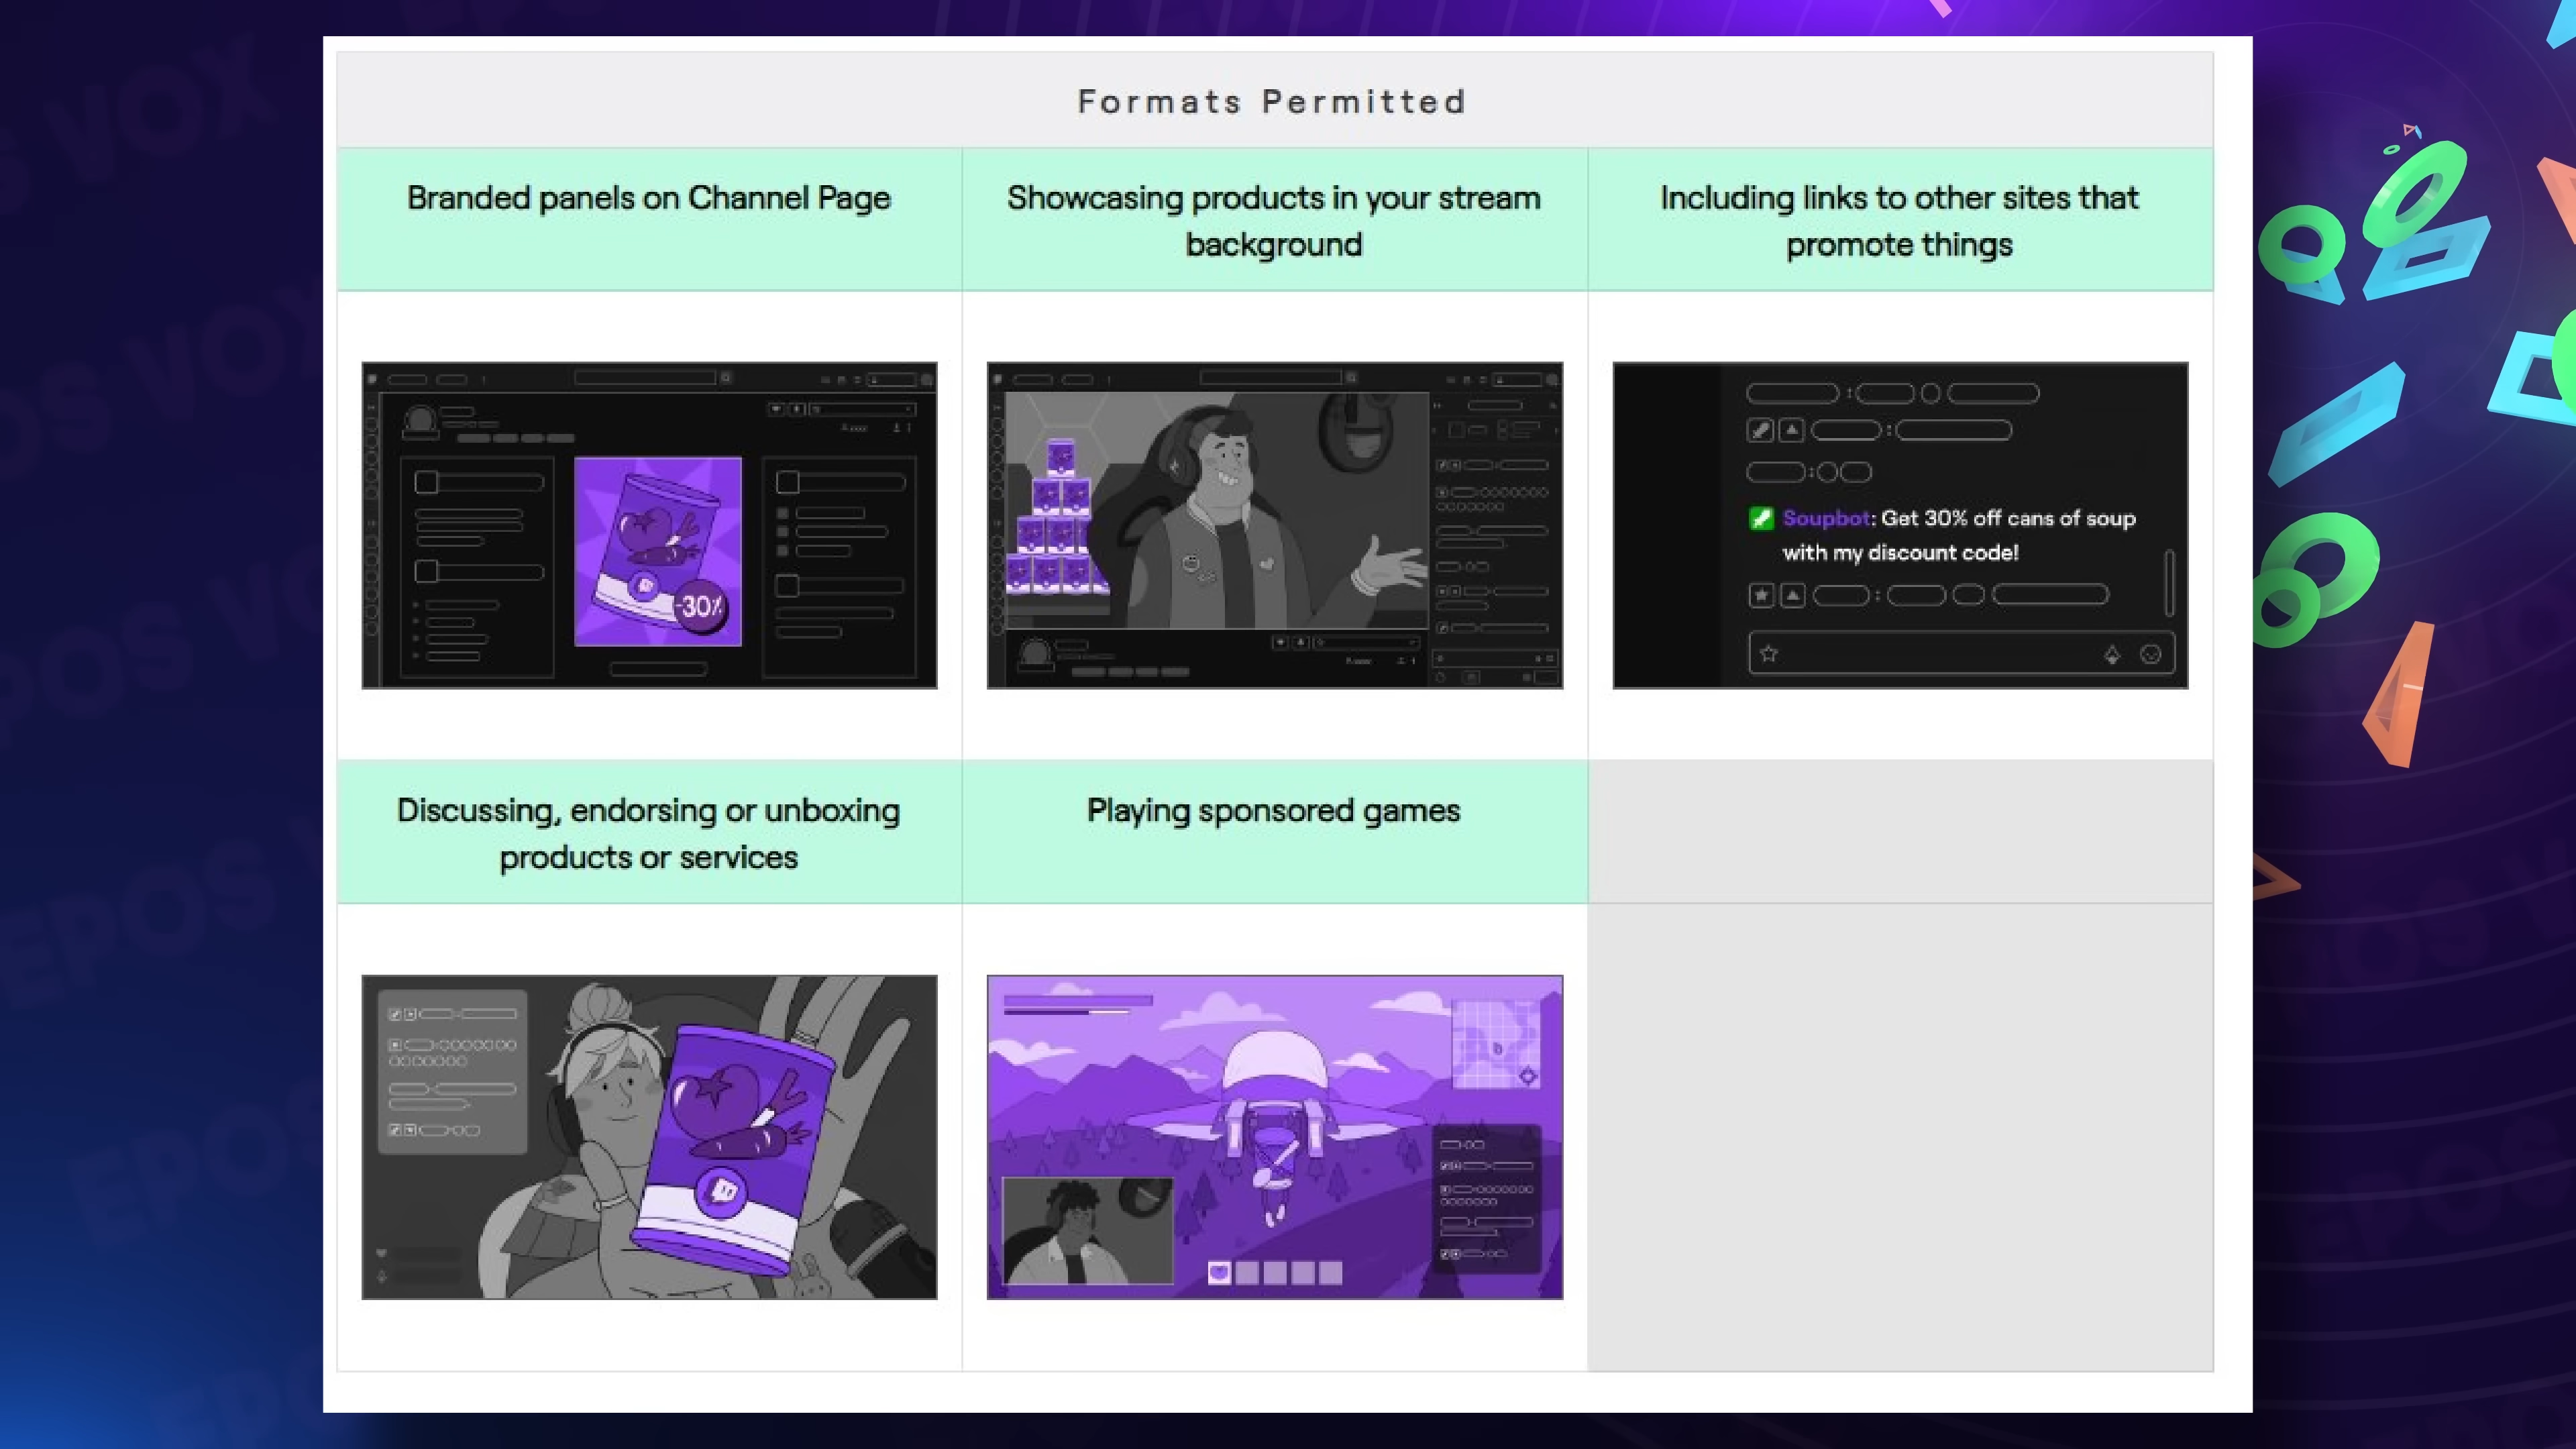 Formats Permitted
Branded panels on Channel Page
Showcasing products in your stream
background
Including links to other sites that
promote things
-30%
Soupbot: Get 30% off cans of soup
with my discount code!
Discussing, endorsing or unboxing
products or services
Playing sponsored games
EPOS VOX